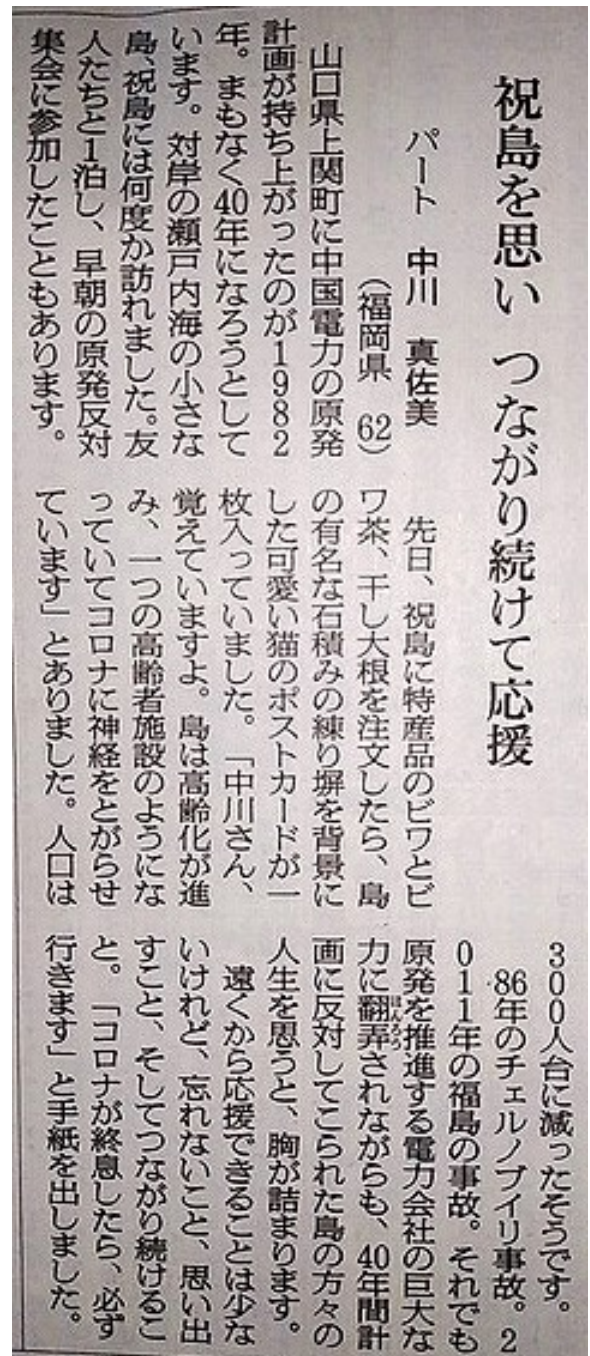 祝島を思い つながり続けて応援
パート 中川 真佐美
(福岡県 62)
山口県上関町に中国電力の原発
計画が持ち上がったのが1982
年。まもなく40年になろうとして
います。対岸の瀬戸内海の小さな
島、祝島には何度か訪れました。友
人たちと1泊し、早朝の原発反対
集会に参加したこともあります。
先日、祝島に特産品のビワとビ
ワ茶、干し大根を注文したら、島
の有名な石積みの練り塀を背景に
した可愛い猫のポストカードが一
枚入っていました。「中川さん、
覚えていますよ。島は高齢化が進
み、一つの高齢者施設のようにな
っていてコロナに神経をとがらせ
ています」とありました。人口は
300人台に減ったそうです。
86年のチェルノブイリ事故。2
011年の福島の事故。それでも
原発を推進する電力会社の巨大な
力に翻弄されながらも、40年間計
ほんろう
画に反対してこられた島の方々の
人生を思うと、胸が詰まります。
遠くから応援できることは少な
いけれど、忘れないこと、思い出
すこと、そしてつながり続けるこ
と。「コロナが終息したら、必ず
行きます」と手紙を出しました。